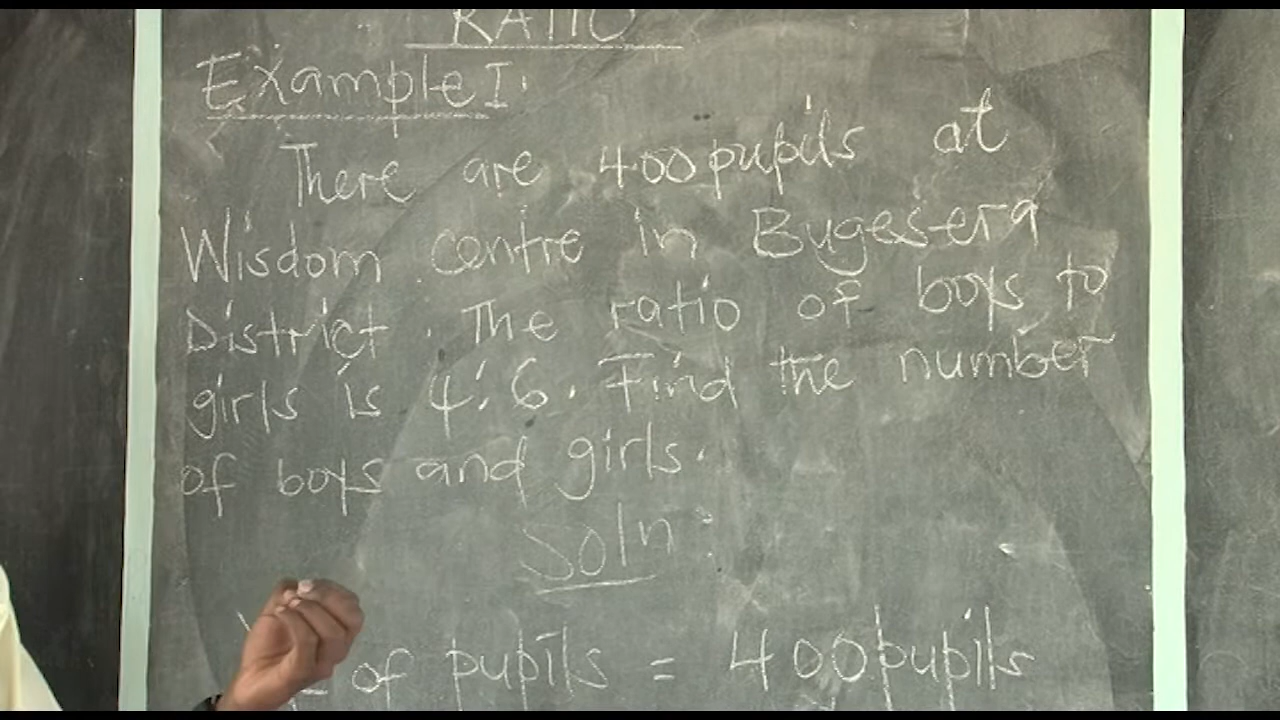 RATIO
Example I.
There are 400 pupils at
Wisdom centre in Bugesera
District. The ratio of boys to
girls is 4:6. Find the number
of boys and girls.
Soln:
of pupils = 400 pupils